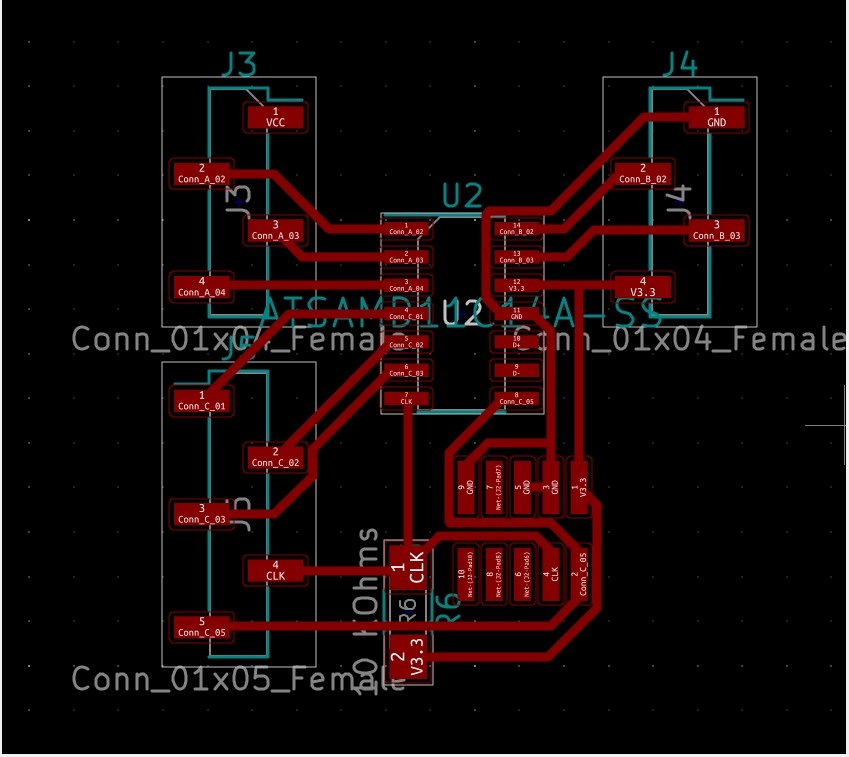 J3
J4
1
VCC
1
GND
2
Conn_A_02
2
Conn_B_02
J3
J4
U2
3
Conn_A_03
3
Conn_B_03
1
Conn_A_02
14
Conn_B_02
2
Conn_A_03
13
Conn_B_03
4
Conn_A_04
3
Conn_A_04
12
V3.3
4
V3.3
ATSAMD11C14A-SS
U2
Conn_C_01
11
GND
Conn_01x04_Female
Conn_01x04_Female
J5
5
Conn_C_02
10
D+
6
Conn_C_03
9
D-
7
CLK
8
Conn_C_05
1
Conn_C_01
2
Conn_C_02
3
Conn_C_03
J5
4
CLK
5
Conn_C_05
Conn_01x05_Female
9
GND
7
Net-(J2-Pad7)
5
GND
3
GND
1
V3.3
10
Net-(J2-Pad10)
8
Net-(J2-Pad8)
6
Net-(J2-Pad6)
4
CLK
2
Conn_C_05
1
CLK
R6
R6
10 KOhms
2
V3.3